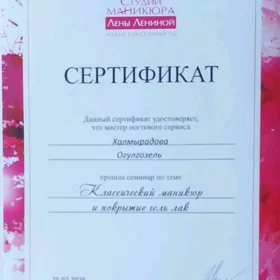 СТУДИИ
МАНИКЮРА
ЛЕНЫ ЛЕНИНОЙ
СЕРТИФИКАТ
Данный сертификат удостоверяет,
что мастер ногтевого сервиса
Халмырадова
Огулгозель
прошла семинар по теме
Классический маникюр
и покрытие гель лак